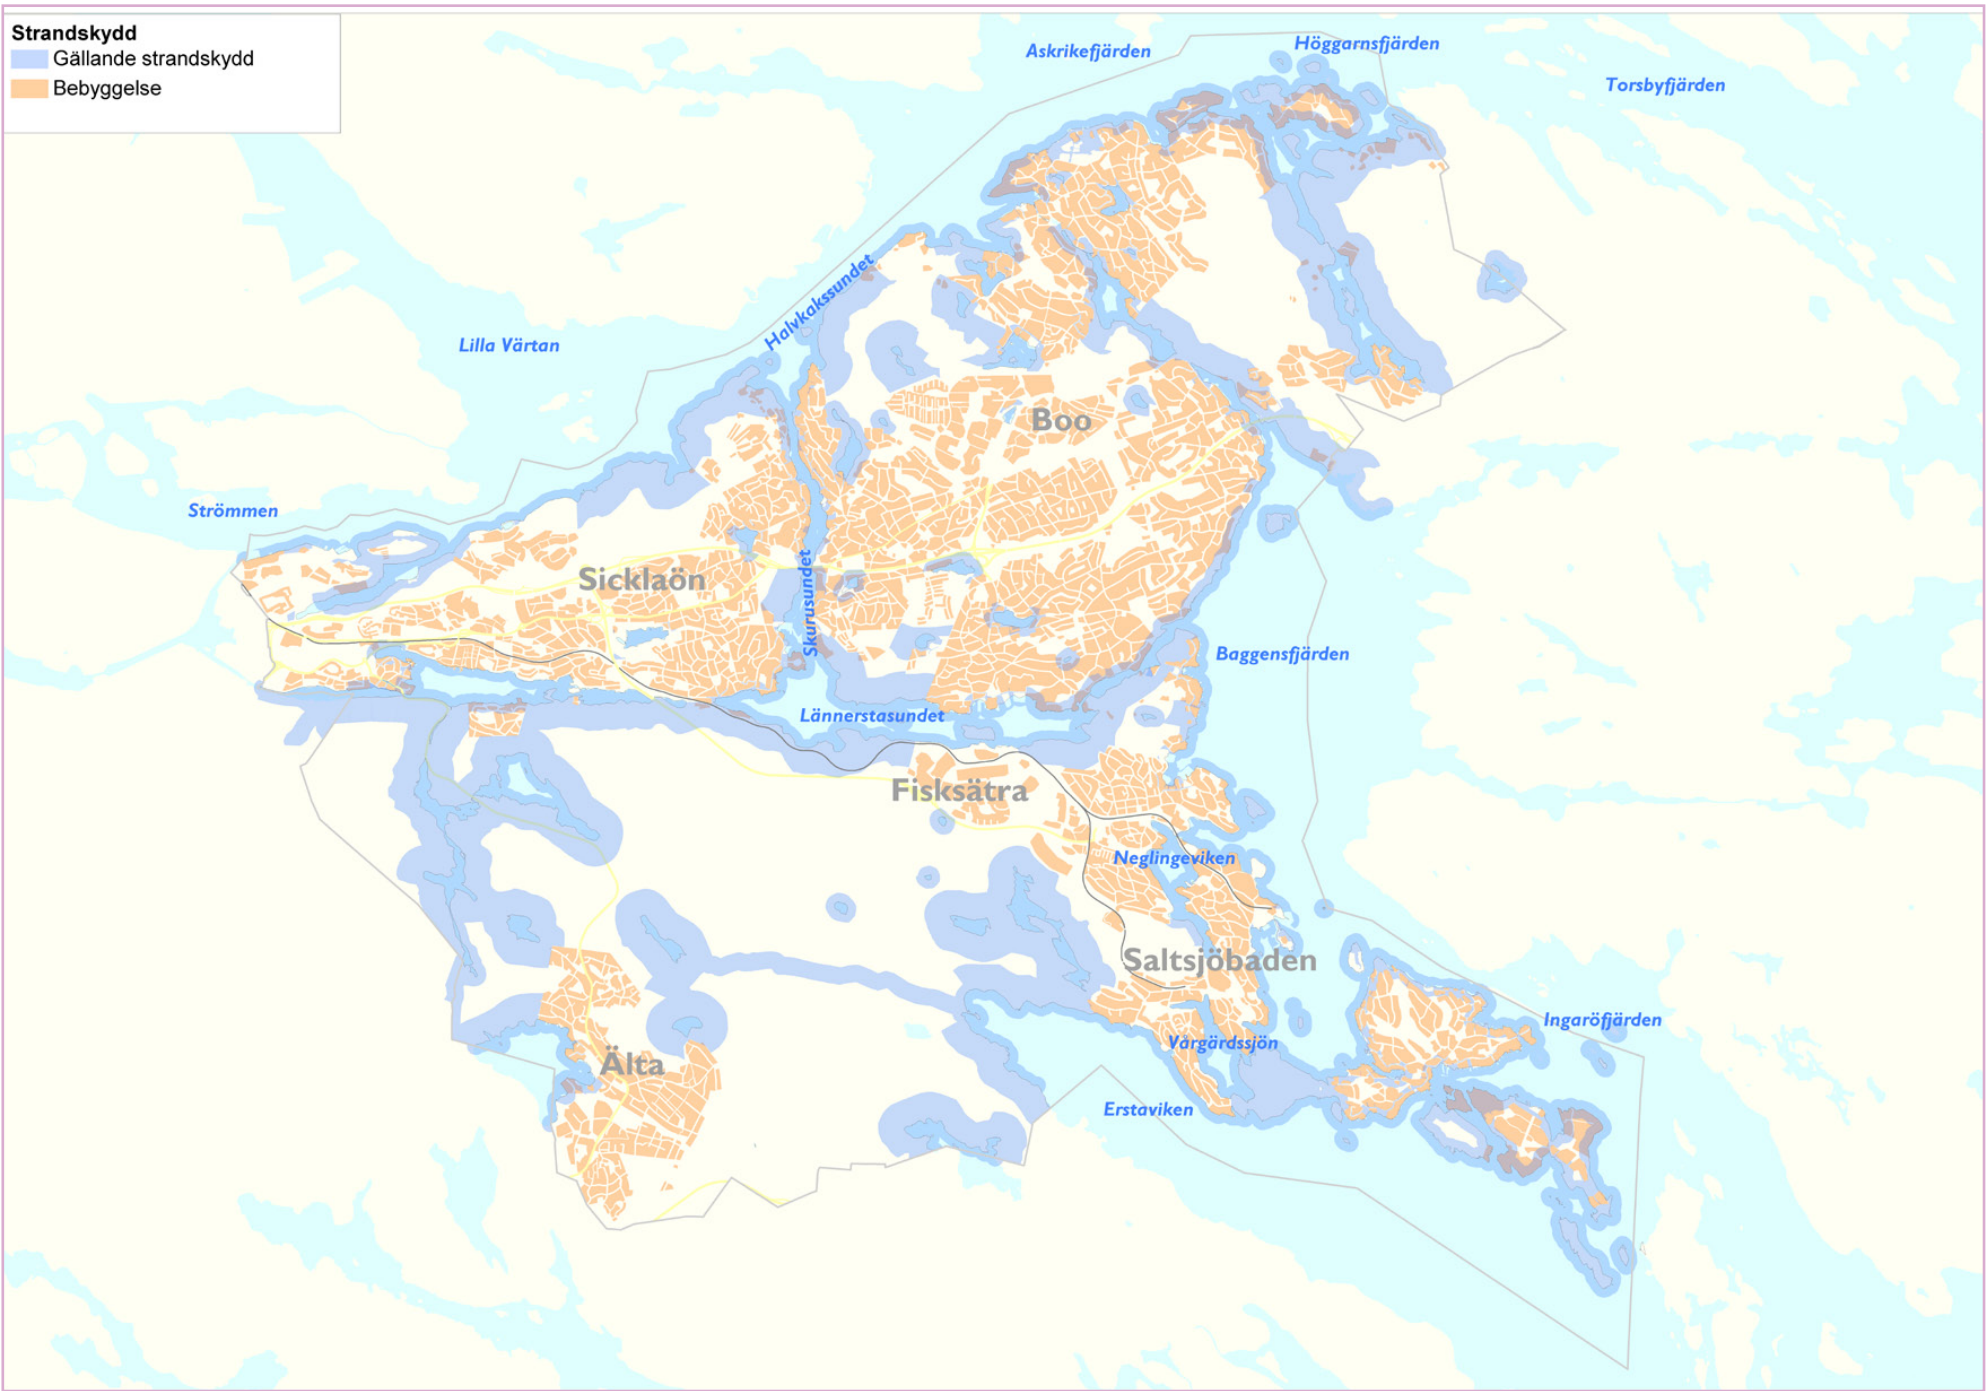 Strandskydd
Gällande strandskydd
Bebyggelse
Askrikefjärden
Höggarnsfjärden
Torsbyfjärden
Halvkakssundet
Lilla Värtan
Boo
Strömmen
Sicklaön
Skurusundet
Baggensfjärden
Lännerstasundet
Fisksätra
Neglingeviken
Saltsjöbaden
Ingaröfjärden
Vårgärdssjön
Älta
Erstaviken